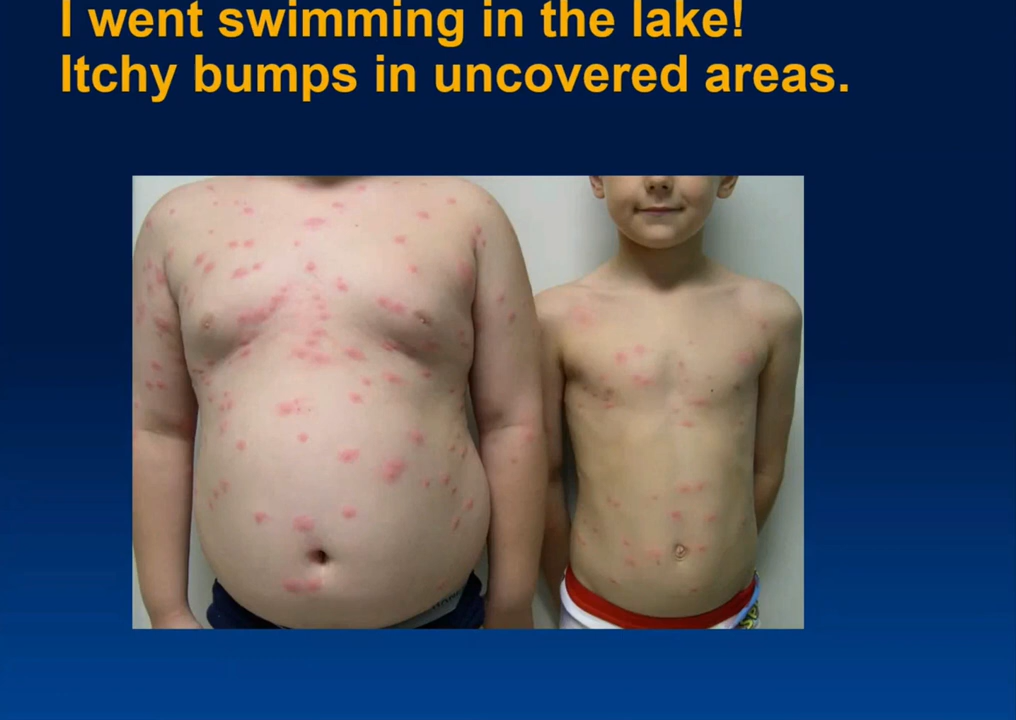 I went swimming in the lake!
Itchy bumps in uncovered areas.